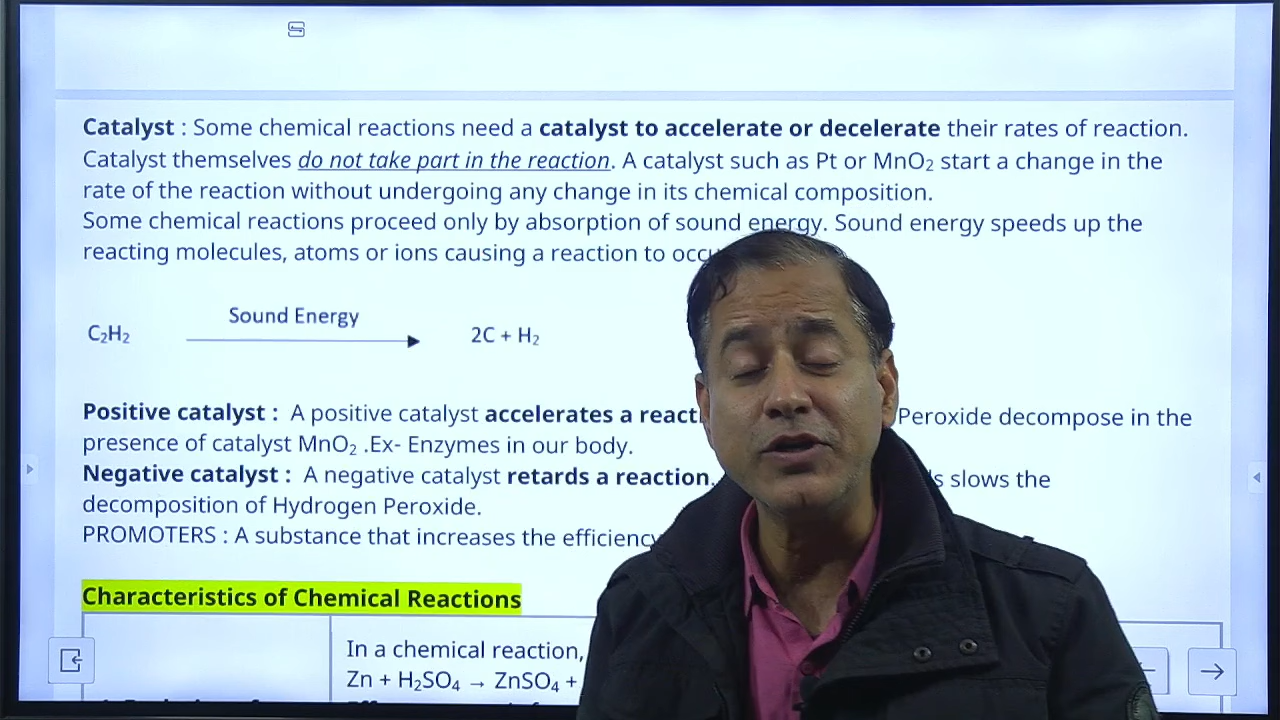 Catalyst : Some chemical reactions need a catalyst to accelerate or decelerate their rates of reaction.
Catalyst themselves do not take part in the reaction. A catalyst such as Pt or MnO₂ start a change in the
rate of the reaction without undergoing any change in its chemical composition.
Some chemical reactions proceed only by absorption of sound energy. Sound energy speeds up the
reacting molecules, atoms or ions causing a reaction to
Sound Energy
C₂H₂ 2C + H₂
Positive catalyst : A positive catalyst accelerates a Peroxide decompose in the
presence of catalyst MnO₂ .Ex- Enzymes in our body.
Negative catalyst : A negative catalyst retards a reaction. slows the
decomposition of Hydrogen Peroxide.
PROMOTERS : A substance that increases the efficiency
Characteristics of Chemical Reactions
In a chemical reaction,
Zn + H₂SO₄ → ZnSO₄ +